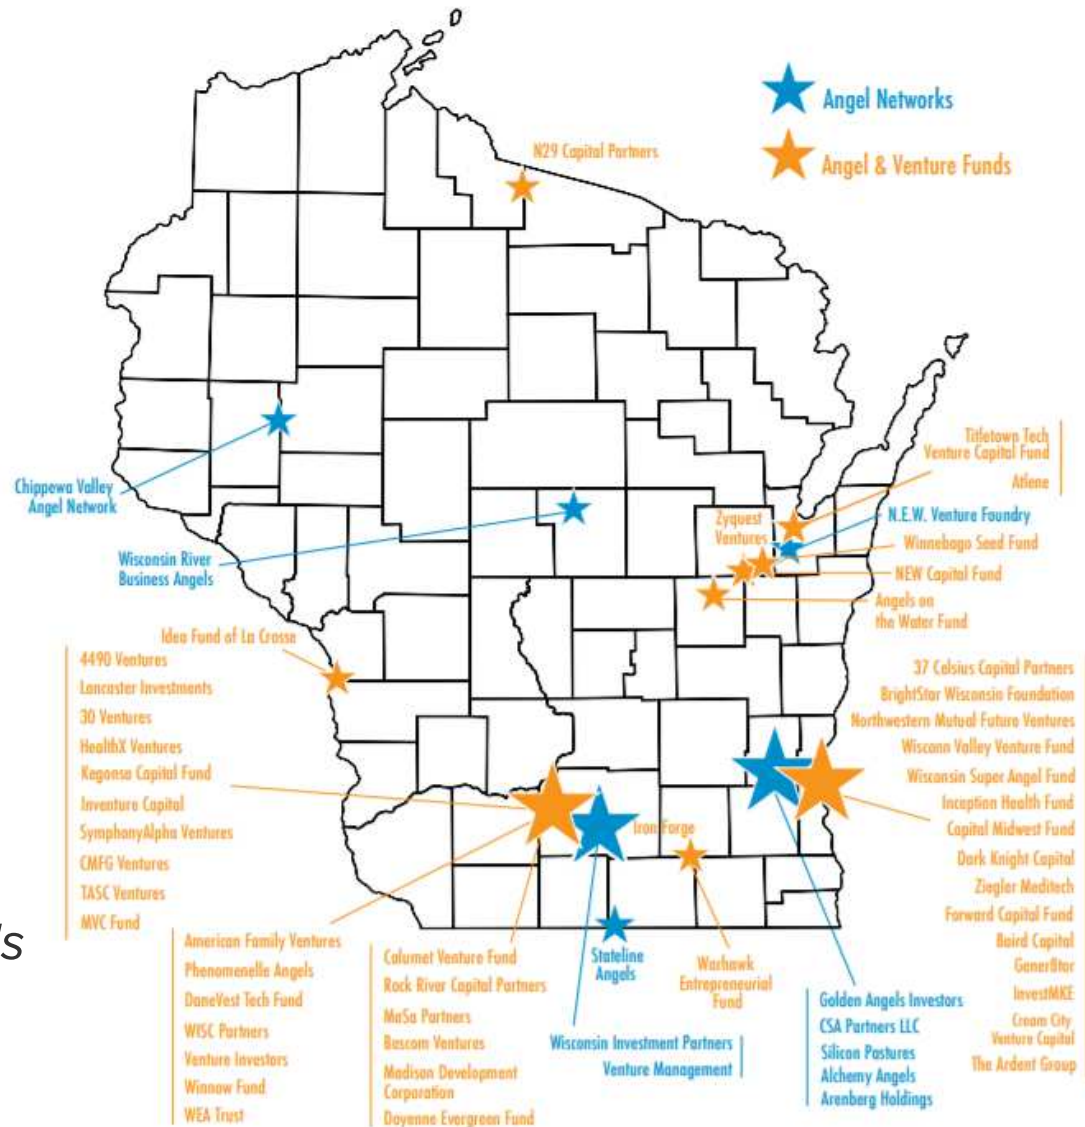 Angel Networks
Angel & Venture Funds
N29 Capital Partners
Chippewa Valley
Angel Network
Wisconsin River
Business Angels
Titletown Tech
Venture Capital Fund
Atlene
N.E.W. Venture Foundry
Zyquest
Ventures
Winnebago Seed Fund
NEW Capital Fund
Angels on
the Water Fund
Idea Fund of La Crosse
4490 Ventures
Lancaster Investments
30 Ventures
HealthX Ventures
Kegonsa Capital Fund
Inventure Capital
SymphonyAlpha Ventures
CMFG Ventures
TASC Ventures
MVC Fund
37 Celsius Capital Partners
BrightStar Wisconsin Foundation
Northwestern Mutual Future Ventures
Wisconn Valley Venture Fund
Wisconsin Super Angel Fund
Inception Health Fund
Capital Midwest Fund
Dark Knight Capital
Ziegler Meditech
Forward Capital Fund
Baird Capital
Gener8tor
InvestMKE
Cream City
Venture Capital
The Ardent Group
Iron Forge
ls
American Family Ventures
Phenomenelle Angels
DaneVest Tech Fund
WISC Partners
Venture Investors
Winnow Fund
WEA Trust
Calumet Venture Fund
Rock River Capital Partners
MaSa Partners
Bascom Ventures
Madison Development
Corporation
Doyenne Evergreen Fund
Stateline
Angels
Wisconsin Investment Partners
Venture Management
Warhawk
Entrepreneurial
Fund
Golden Angels Investors
CSA Partners LLC
Silicon Pastures
Alchemy Angels
Arenberg Holdings